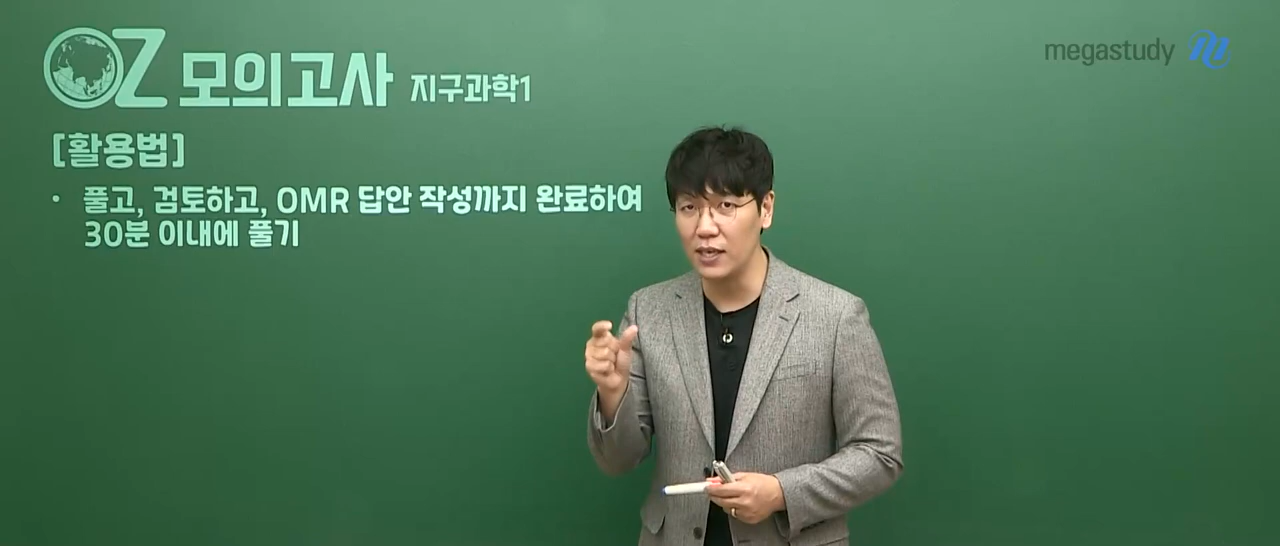 OZ 모의고사 지구과학1
megastudy
[활용법]
• 풀고, 검토하고, OMR 답안 작성까지 완료하여
30분 이내에 풀기